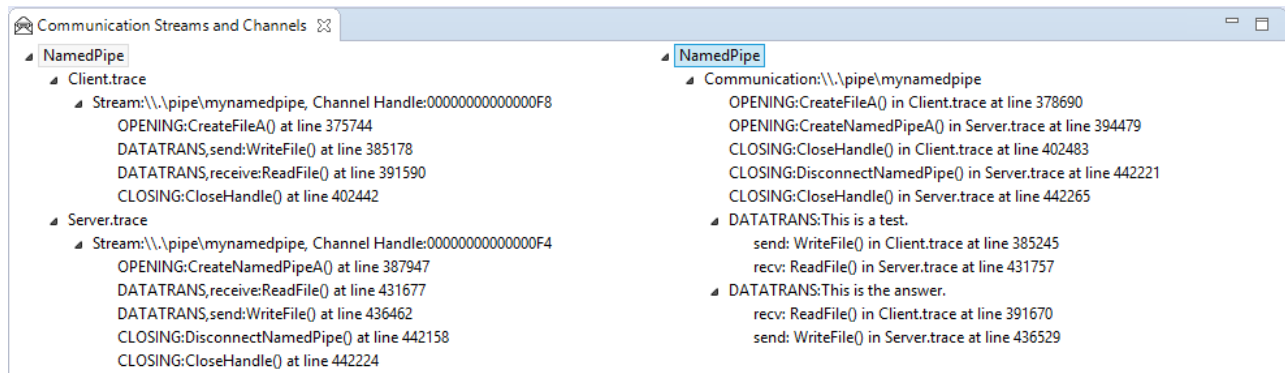 Communication Streams and Channels
NamedPipe
Client.trace
Stream:\\.\pipe\mynamedpipe, Channel Handle:00000000000000F8
OPENING:CreateFileA() at line 375744
DATATRANS,send:WriteFile() at line 385178
DATATRANS,receive:ReadFile() at line 391590
CLOSING:CloseHandle() at line 402442
Server.trace
Stream:\\.\pipe\mynamedpipe, Channel Handle:00000000000000F4
OPENING:CreateNamedPipeA() at line 387947
DATATRANS,receive:ReadFile() at line 431677
DATATRANS,send:WriteFile() at line 436462
CLOSING:DisconnectNamedPipe() at line 442158
CLOSING:CloseHandle() at line 442224
NamedPipe
Communication:\\.\pipe\mynamedpipe
OPENING:CreateFileA() in Client.trace at line 378690
OPENING:CreateNamedPipeA() in Server.trace at line 394479
CLOSING:CloseHandle() in Client.trace at line 402483
CLOSING:DisconnectNamedPipe() in Server.trace at line 442221
CLOSING:CloseHandle() in Server.trace at line 442265
DATATRANS:This is a test.
send: WriteFile() in Client.trace at line 385245
recv: ReadFile() in Server.trace at line 431757
DATATRANS:This is the answer.
recv: ReadFile() in Client.trace at line 391670
send: WriteFile() in Server.trace at line 436529